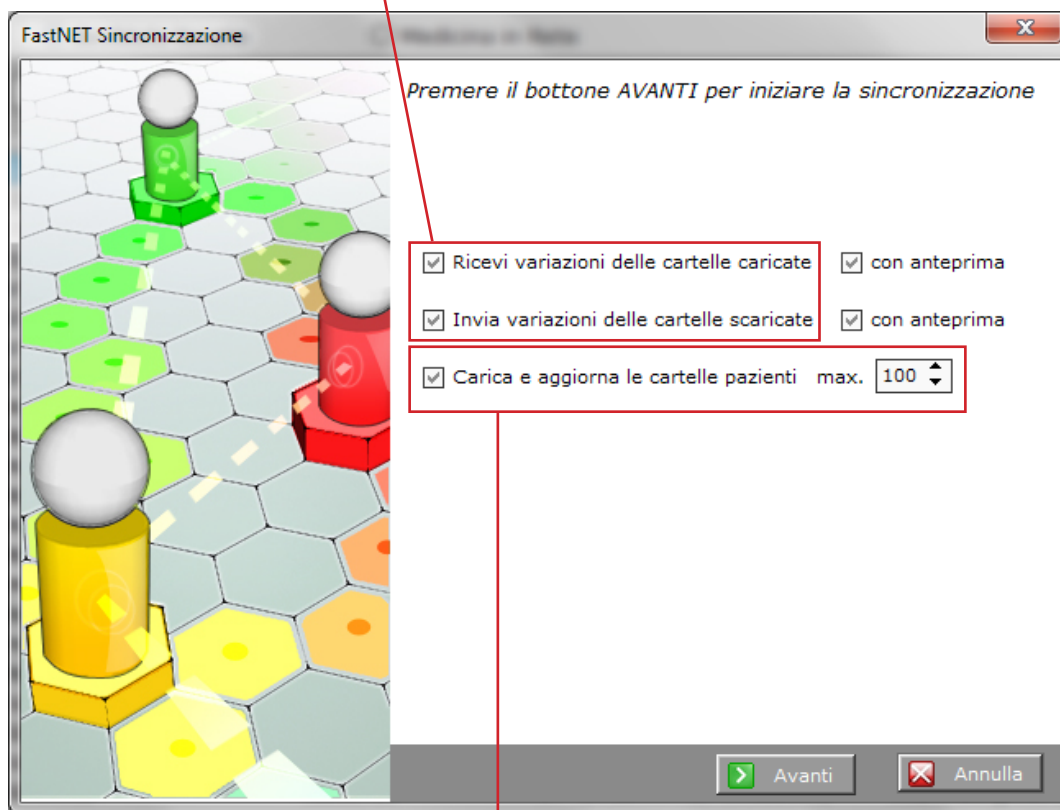 FastNET Sincronizzazione
Premere il bottone AVANTI per iniziare la sincronizzazione
Ricevi variazioni delle cartelle caricate con anteprima
Invia variazioni delle cartelle scaricate con anteprima
Carica e aggiorna le cartelle pazienti max. 100
Avanti Annulla